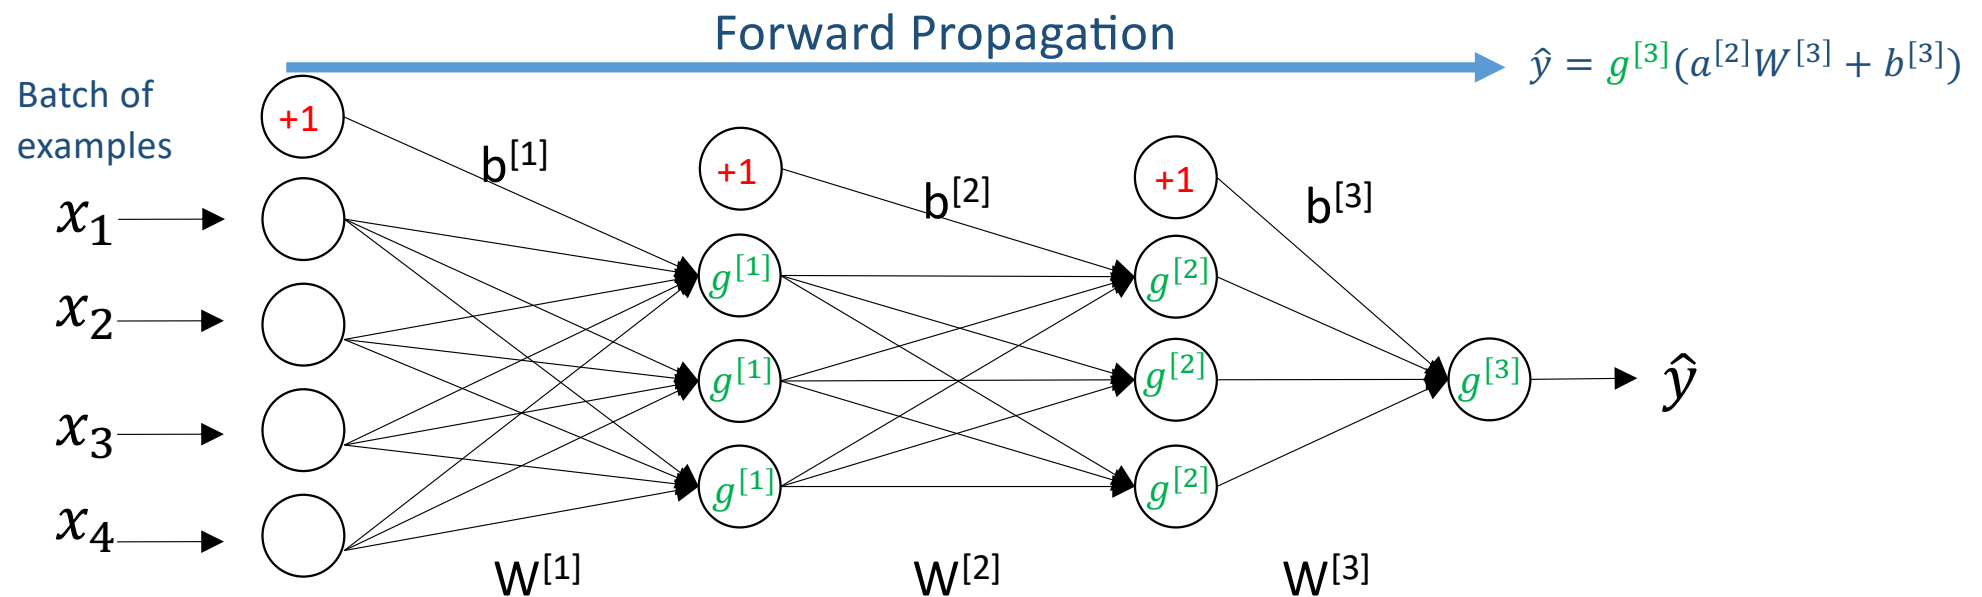 Forward Propagation
ŷ = g^[3](a^[2]W^[3] + b^[3])
Batch of
examples
+1
+1
+1
b^[1]
b^[2]
b^[3]
x₁
x₂
x₃
x₄
g^[1]
g^[1]
g^[1]
g^[2]
g^[2]
g^[2]
g^[3]
ŷ
W^[1]
W^[2]
W^[3]